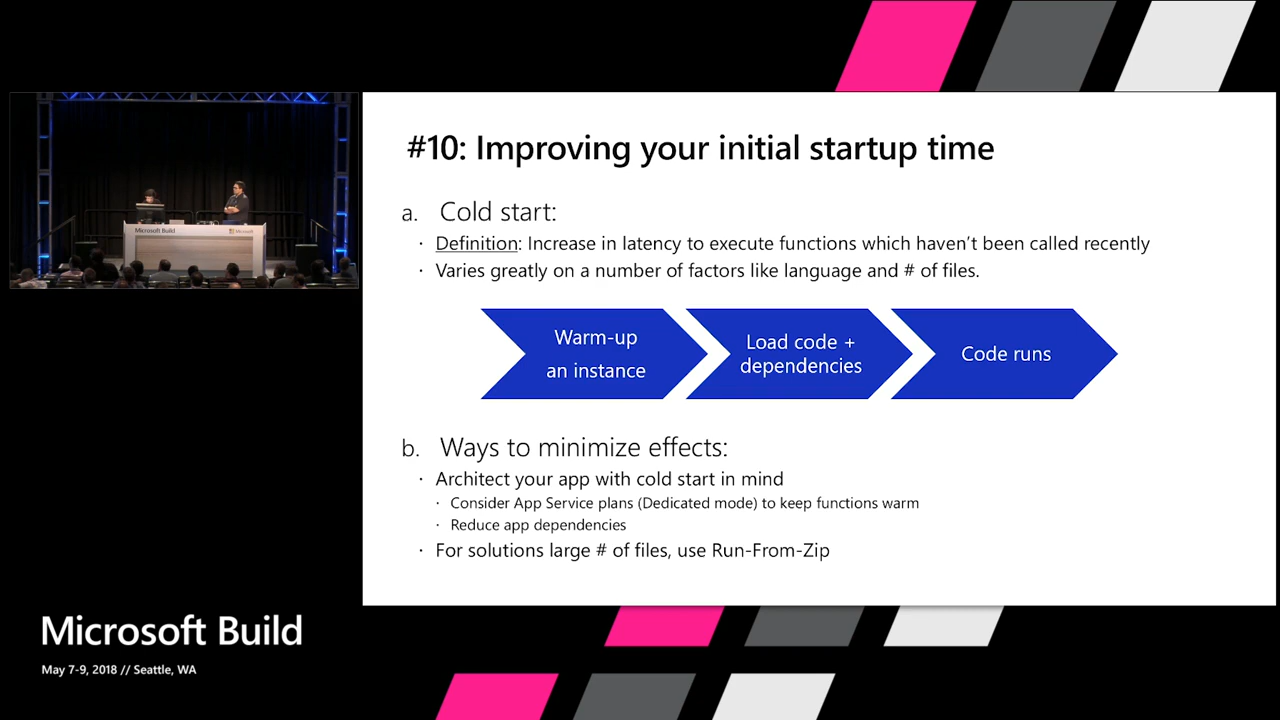 #10: Improving your initial startup time
a. Cold start:
· Definition: Increase in latency to execute functions which haven't been called recently
· Varies greatly on a number of factors like language and # of files.
Warm-up
an instance
Load code +
dependencies
Code runs
b. Ways to minimize effects:
· Architect your app with cold start in mind
· Consider App Service plans (Dedicated mode) to keep functions warm
· Reduce app dependencies
· For solutions large # of files, use Run-From-Zip
Microsoft Build
Microsoft
Microsoft Build
May 7-9, 2018 // Seattle, WA